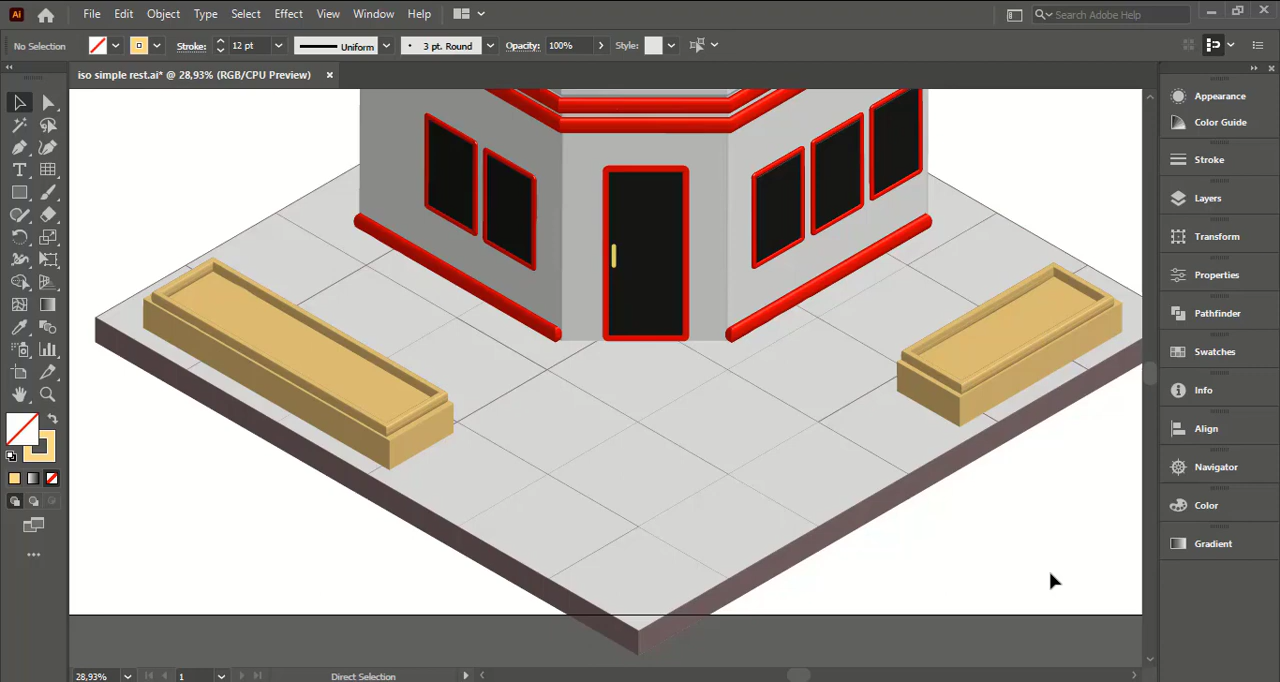 Ai File Edit Object Type Select Effect View Window Help Search Adobe Help
No Selection Stroke: 12 pt Uniform 3 pt. Round Opacity: 100% Style:
iso simple rest.ai* @ 28,93% (RGB/CPU Preview)
Appearance
Color Guide
Stroke
Layers
Transform
Properties
Pathfinder
Swatches
Info
Align
Navigator
Color
Gradient
28,93% 1 Direct Selection